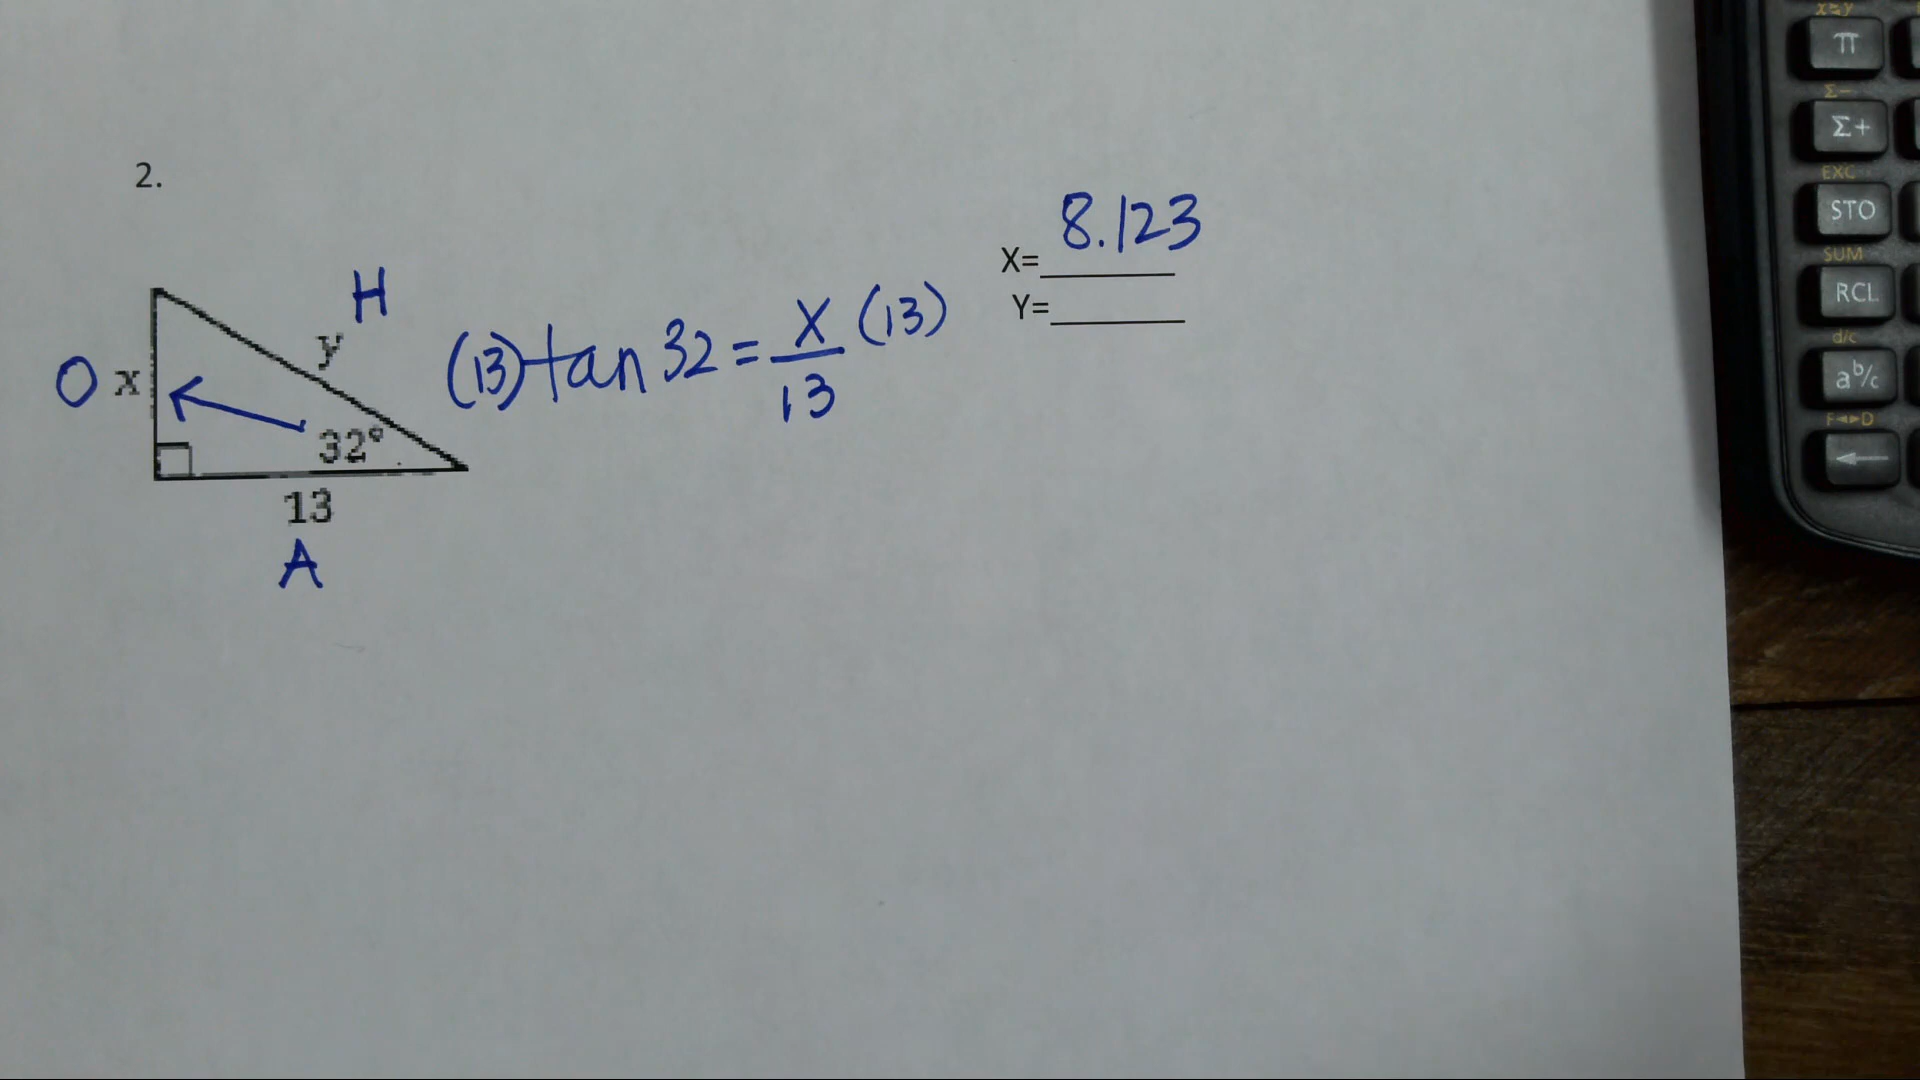 2.
8.123
X=
Y=
H
y
O x
(13) tan 32 = X/13 (13)
32°
13
A
x⇆y
π
Σ−
Σ+
EXC
STO
SUM
RCL
d/c
a b/c
F◄►D
←